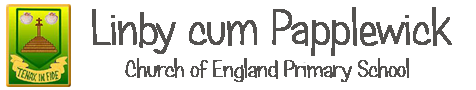 Linby cum Papplewick
Church of England Primary School
TENAX IN FIDE